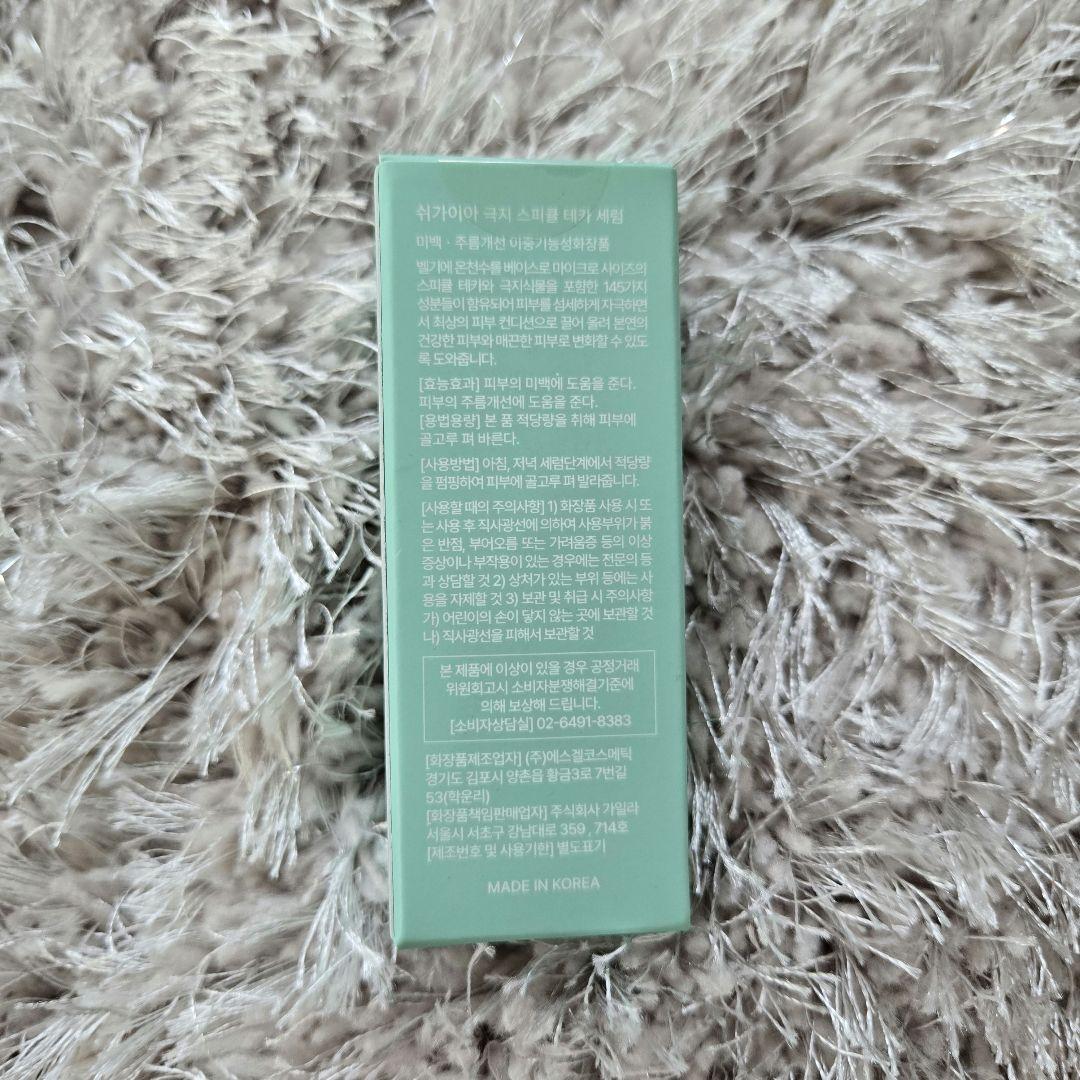 쉬가이아 극지 스피큘 테카 세럼
미백 · 주름개선 이중기능성화장품
벨기에 온천수를 베이스로 마이크로 사이즈의
스피큘 테카와 극지식물을 포함한 145가지
성분들이 함유되어 피부를 섬세하게 자극하면
서 최상의 피부 컨디션으로 끌어 올려 본연의
건강한 피부와 매끈한 피부로 변화할 수 있도
록 도와줍니다.
[효능효과] 피부의 미백에 도움을 준다.
피부의 주름개선에 도움을 준다.
[용법용량] 본 품 적당량을 취해 피부에
골고루 펴 바른다.
[사용방법] 아침, 저녁 세럼단계에서 적당량
을 펌핑하여 피부에 골고루 펴 발라줍니다.
[사용할 때의 주의사항] 1) 화장품 사용 시 또
는 사용 후 직사광선에 의하여 사용부위가 붉
은 반점, 부어오름 또는 가려움증 등의 이상
증상이나 부작용이 있는 경우에는 전문의 등
과 상담할 것 2) 상처가 있는 부위 등에는 사
용을 자제할 것 3) 보관 및 취급 시 주의사항
가) 어린이의 손이 닿지 않는 곳에 보관할 것
나) 직사광선을 피해서 보관할 것
본 제품에 이상이 있을 경우 공정거래
위원회고시 소비자분쟁해결기준에
의해 보상해 드립니다.
[소비자상담실] 02-6491-8383
[화장품제조업자] (주)에스겔코스메틱
경기도 김포시 양촌읍 황금3로 7번길
53(학운리)
[화장품책임판매업자] 주식회사 가일라
서울시 서초구 강남대로 359 , 714호
[제조번호 및 사용기한] 별도표기
MADE IN KOREA